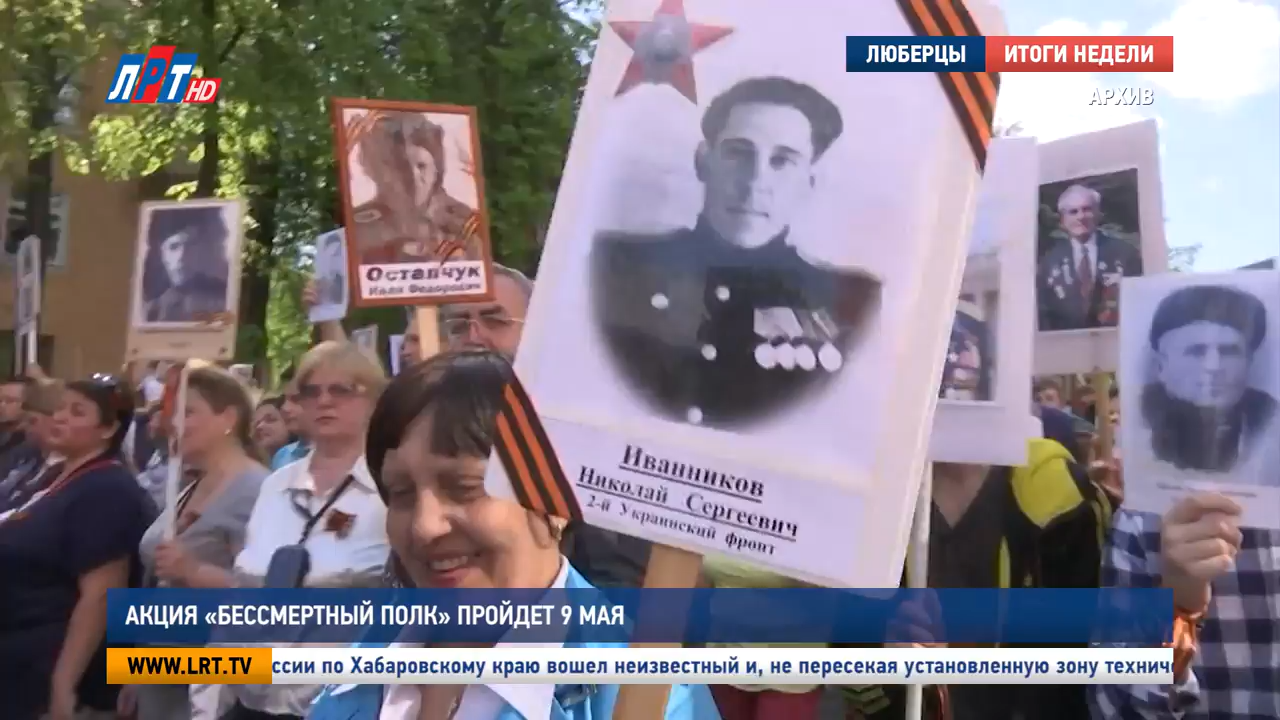 ЛРТ HD
ЛЮБЕРЦЫ ИТОГИ НЕДЕЛИ
АРХИВ
Остапчук
Иванников
Николай Сергеевич
2-й Украинский фронт
АКЦИЯ «БЕССМЕРТНЫЙ ПОЛК» ПРОЙДЕТ 9 МАЯ
WWW.LRT.TV ссии по Хабаровскому краю вошел неизвестный и, не пересекая установленную зону технич